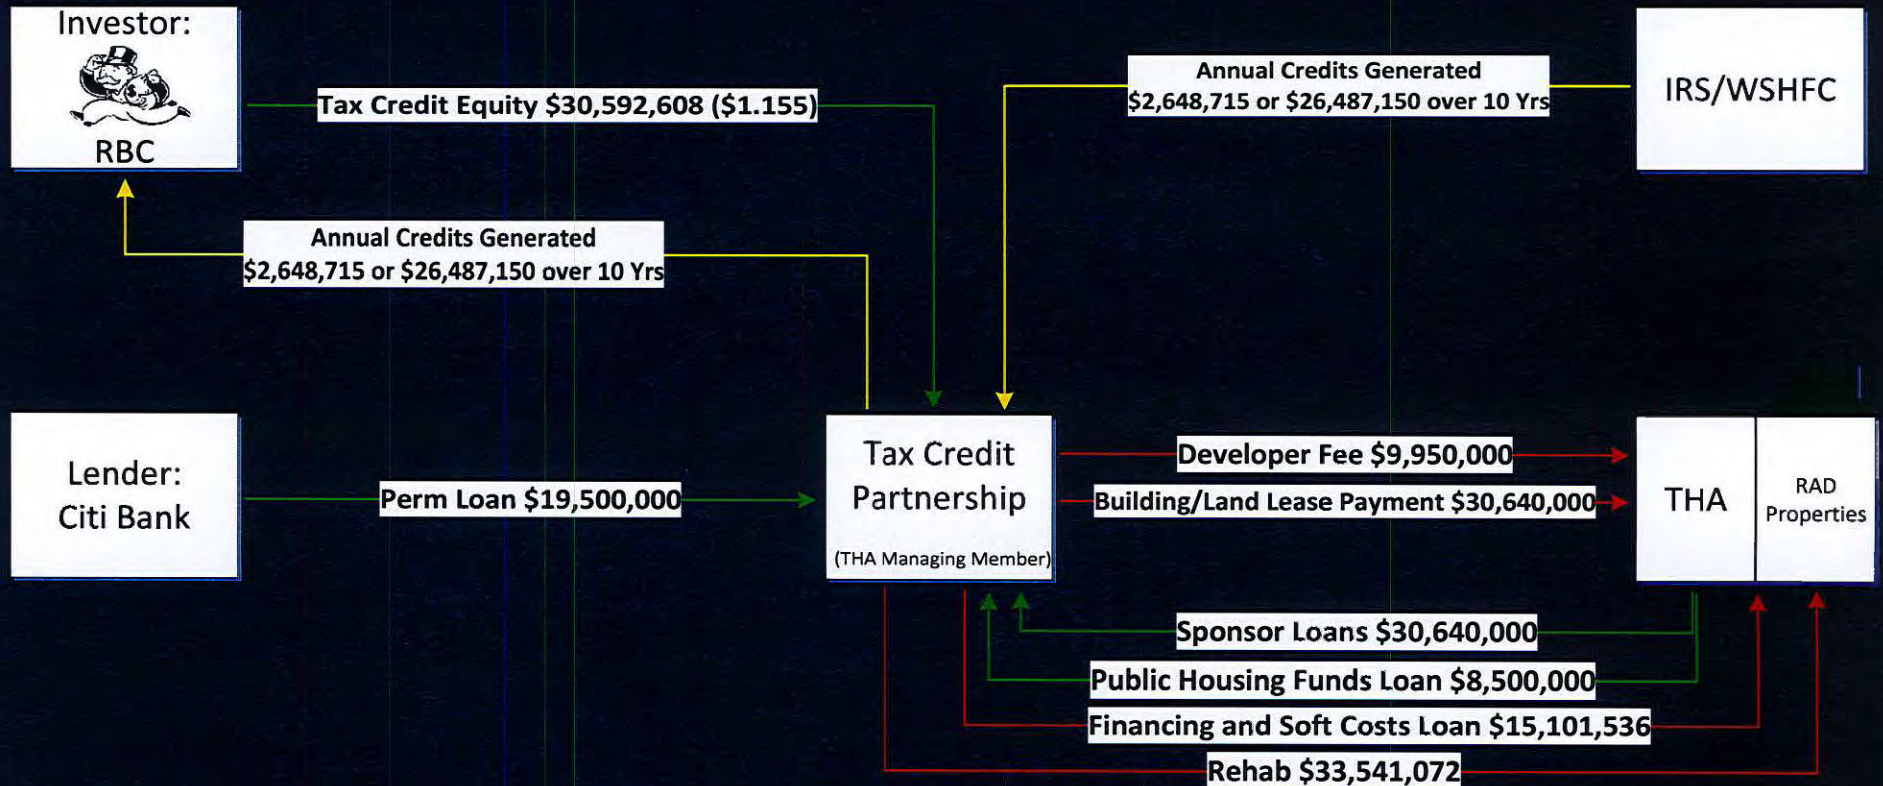 Investor:
RBC
Tax Credit Equity $30,592,608 ($1.155)
Annual Credits Generated
$2,648,715 or $26,487,150 over 10 Yrs
IRS/WSHFC
Annual Credits Generated
$2,648,715 or $26,487,150 over 10 Yrs
Lender:
Citi Bank
Perm Loan $19,500,000
Tax Credit
Partnership
(THA Managing Member)
Developer Fee $9,950,000
Building/Land Lease Payment $30,640,000
THA
RAD
Properties
Sponsor Loans $30,640,000
Public Housing Funds Loan $8,500,000
Financing and Soft Costs Loan $15,101,536
Rehab $33,541,072